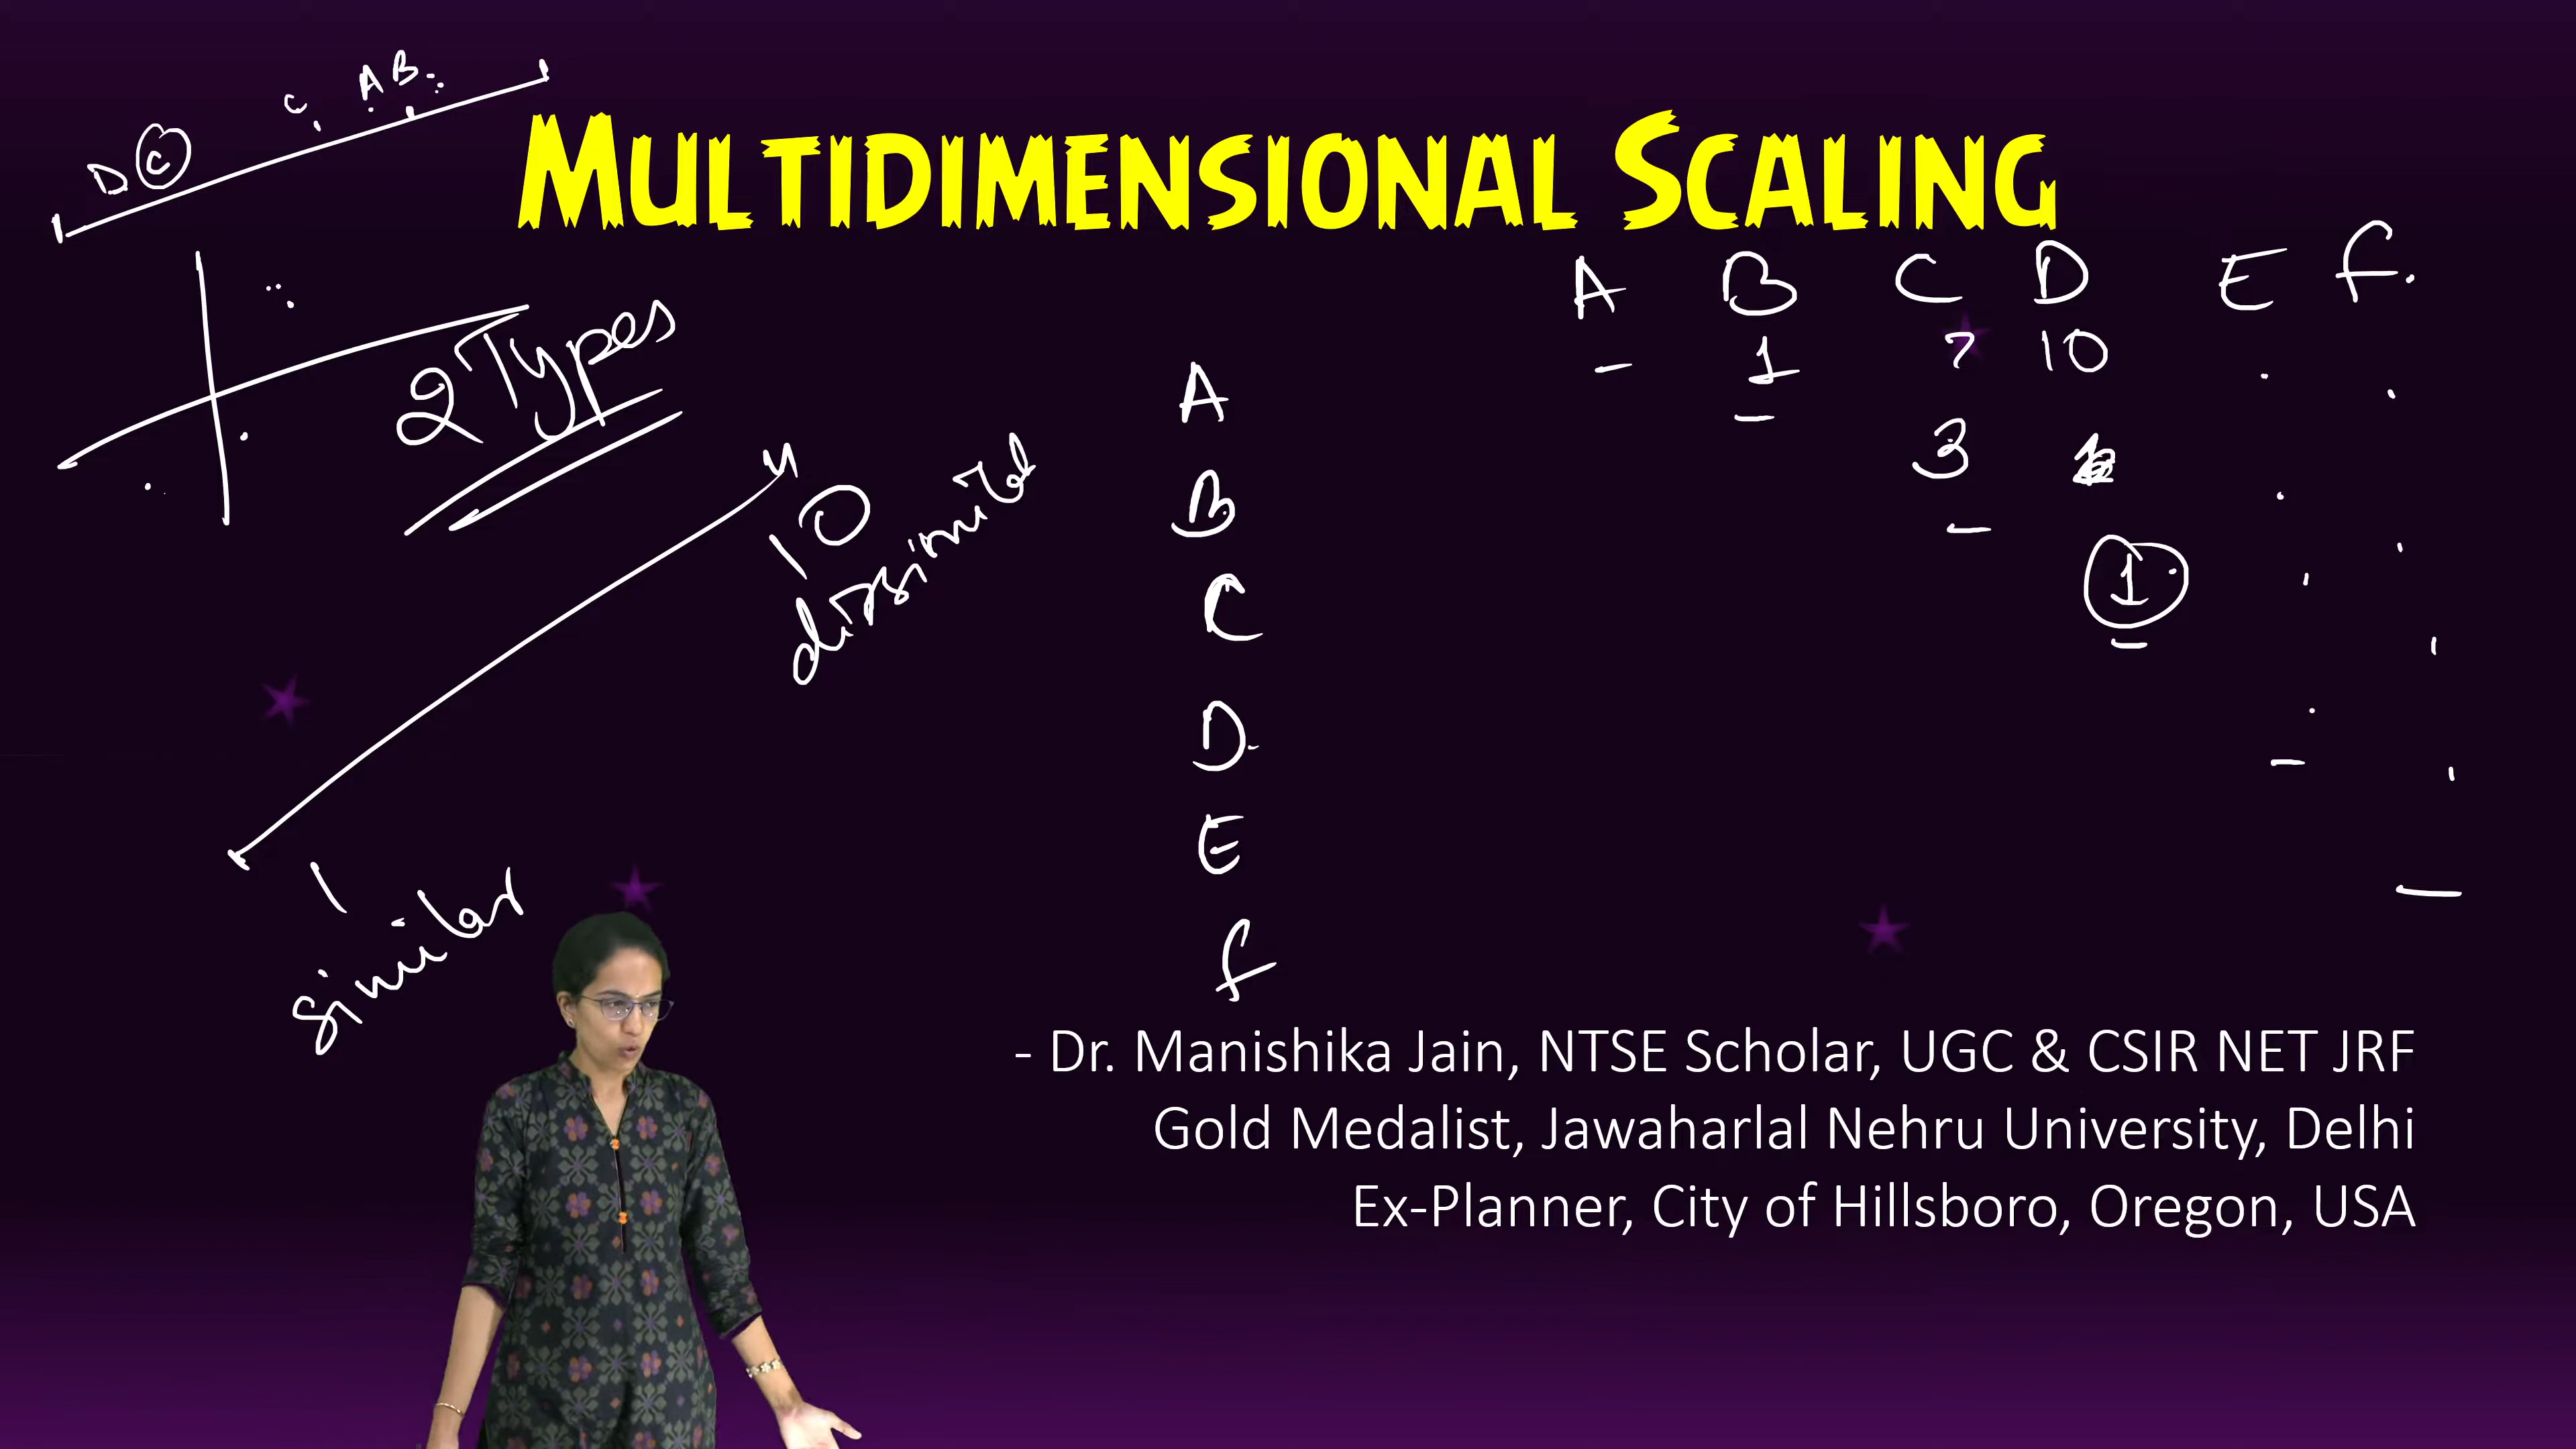 C A B
D C
MULTIDIMENSIONAL SCALING
A B C D E F
2 Types
- 1 7 10
A
3
B
10
dissimilar
1
C
D
E
1
similar
F
- Dr. Manishika Jain, NTSE Scholar, UGC & CSIR NET JRF
Gold Medalist, Jawaharlal Nehru University, Delhi
Ex-Planner, City of Hillsboro, Oregon, USA